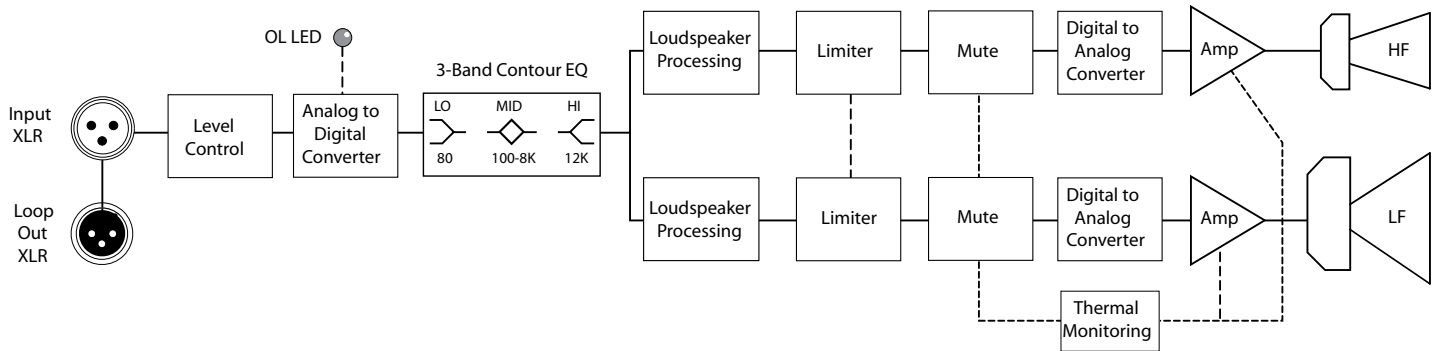 OL LED
3-Band Contour EQ
Input
XLR
Level
Control
Analog to
Digital
Converter
LO
MID
HI
80
100-8K
12K
Loop
Out
XLR
Loudspeaker
Processing
Limiter
Mute
Digital to
Analog
Converter
Amp
HF
Loudspeaker
Processing
Limiter
Mute
Digital to
Analog
Converter
Amp
LF
Thermal
Monitoring